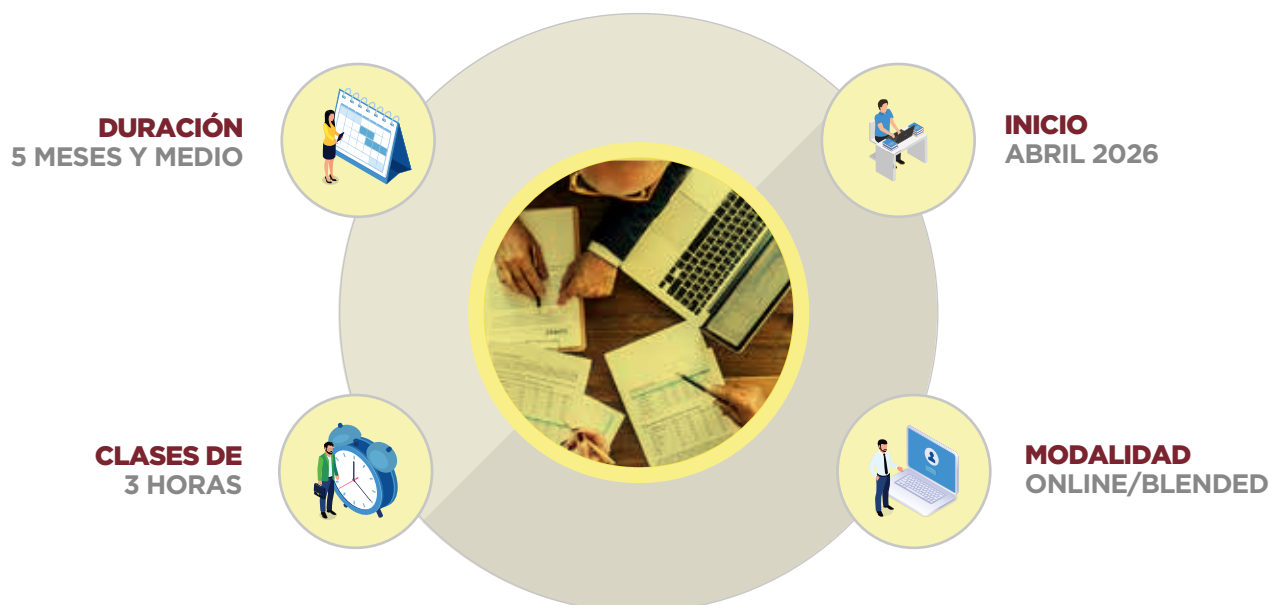 DURACIÓN
5 MESES Y MEDIO
INICIO
ABRIL 2026
CLASES DE
3 HORAS
MODALIDAD
ONLINE/BLENDED